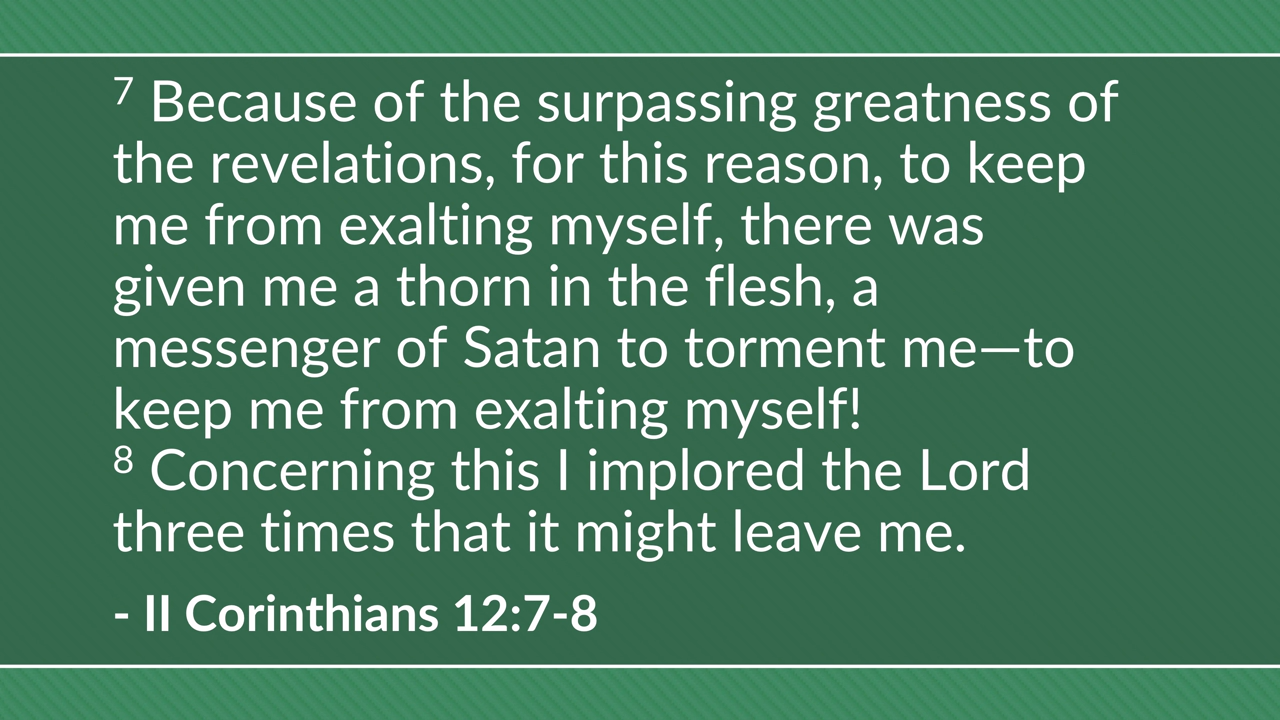 7 Because of the surpassing greatness of
the revelations, for this reason, to keep
me from exalting myself, there was
given me a thorn in the flesh, a
messenger of Satan to torment me—to
keep me from exalting myself!
8 Concerning this I implored the Lord
three times that it might leave me.
- II Corinthians 12:7-8